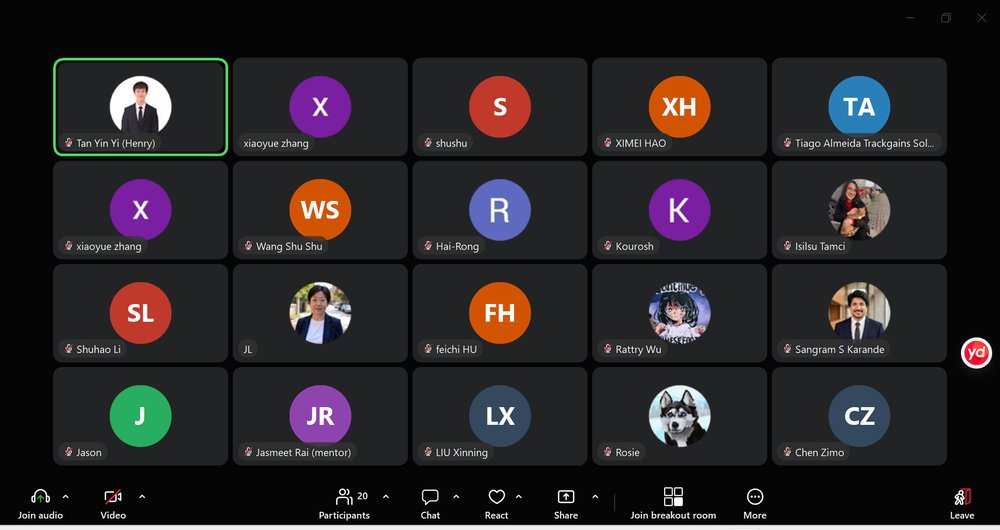 X
S
XH
TA
Tan Yin Yi (Henry)
xiaoyue zhang
shushu
XIMEI HAO
Tiago Almeida Trackgains Sol...
X
WS
R
K
xiaoyue zhang
Wang Shu Shu
Hai-Rong
Kourosh
Isilsu Tamci
SL
FH
Shuhao Li
JL
feichi HU
Rattry Wu
Sangram S Karande
yd
J
JR
LX
CZ
Jason
Jasmeet Rai (mentor)
LIU Xinning
Rosie
Chen Zimo
20
Join audio
Video
Participants
Chat
React
Share
Join breakout room
More
Leave